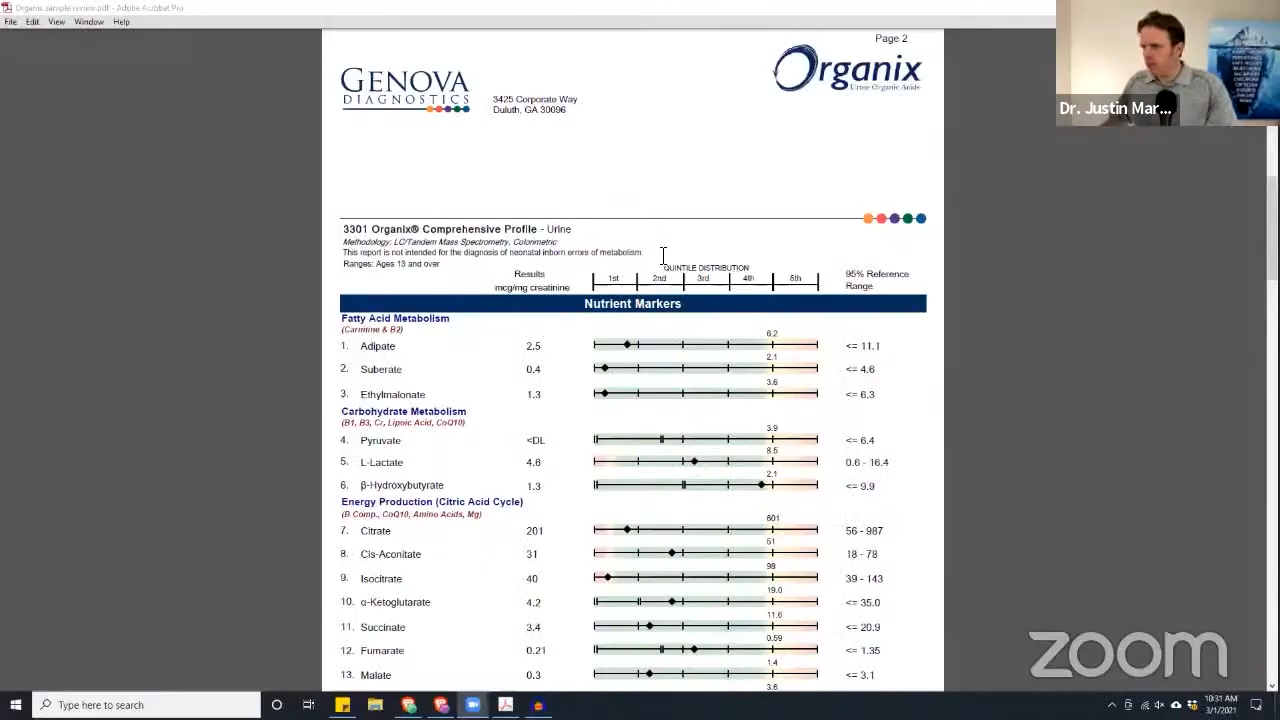 Organix sample review.pdf - Adobe Acrobat Pro
File Edit View Window Help
Page 2
GENOVA
DIAGNOSTICS
3425 Corporate Way
Duluth, GA 30096
Organix
Urine Organic Acids
Dr. Justin Mar...
3301 Organix® Comprehensive Profile - Urine
Methodology: LC/Tandem Mass Spectrometry, Colorimetric
This report is not intended for the diagnosis of neonatal inborn errors of metabolism.
Ranges: Ages 13 and over
Results
mcg/mg creatinine
QUINTILE DISTRIBUTION
1st 2nd 3rd 4th 5th
95% Reference
Range
Nutrient Markers
Fatty Acid Metabolism
(Carnitine & B2)
6.2
1. Adipate 2.5 <= 11.1
2.1
2. Suberate 0.4 <= 4.6
3.6
3. Ethylmalonate 1.3 <= 6.3
Carbohydrate Metabolism
(B1, B3, Cr, Lipoic Acid, CoQ10)
3.9
4. Pyruvate <DL <= 6.4
8.5
5. L-Lactate 4.6 0.6 - 16.4
2.1
6. β-Hydroxybutyrate 1.3 <= 9.9
Energy Production (Citric Acid Cycle)
(B Comp., CoQ10, Amino Acids, Mg)
601
7. Citrate 201 56 - 987
51
8. Cis-Aconitate 31 18 - 78
98
9. Isocitrate 40 39 - 143
19.0
10. α-Ketoglutarate 4.2 <= 35.0
11.6
11. Succinate 3.4 <= 20.9
0.59
12. Fumarate 0.21 <= 1.35
1.4
13. Malate 0.3 <= 3.1
3.6
zoom
Type here to search
10:31 AM
3/1/2021